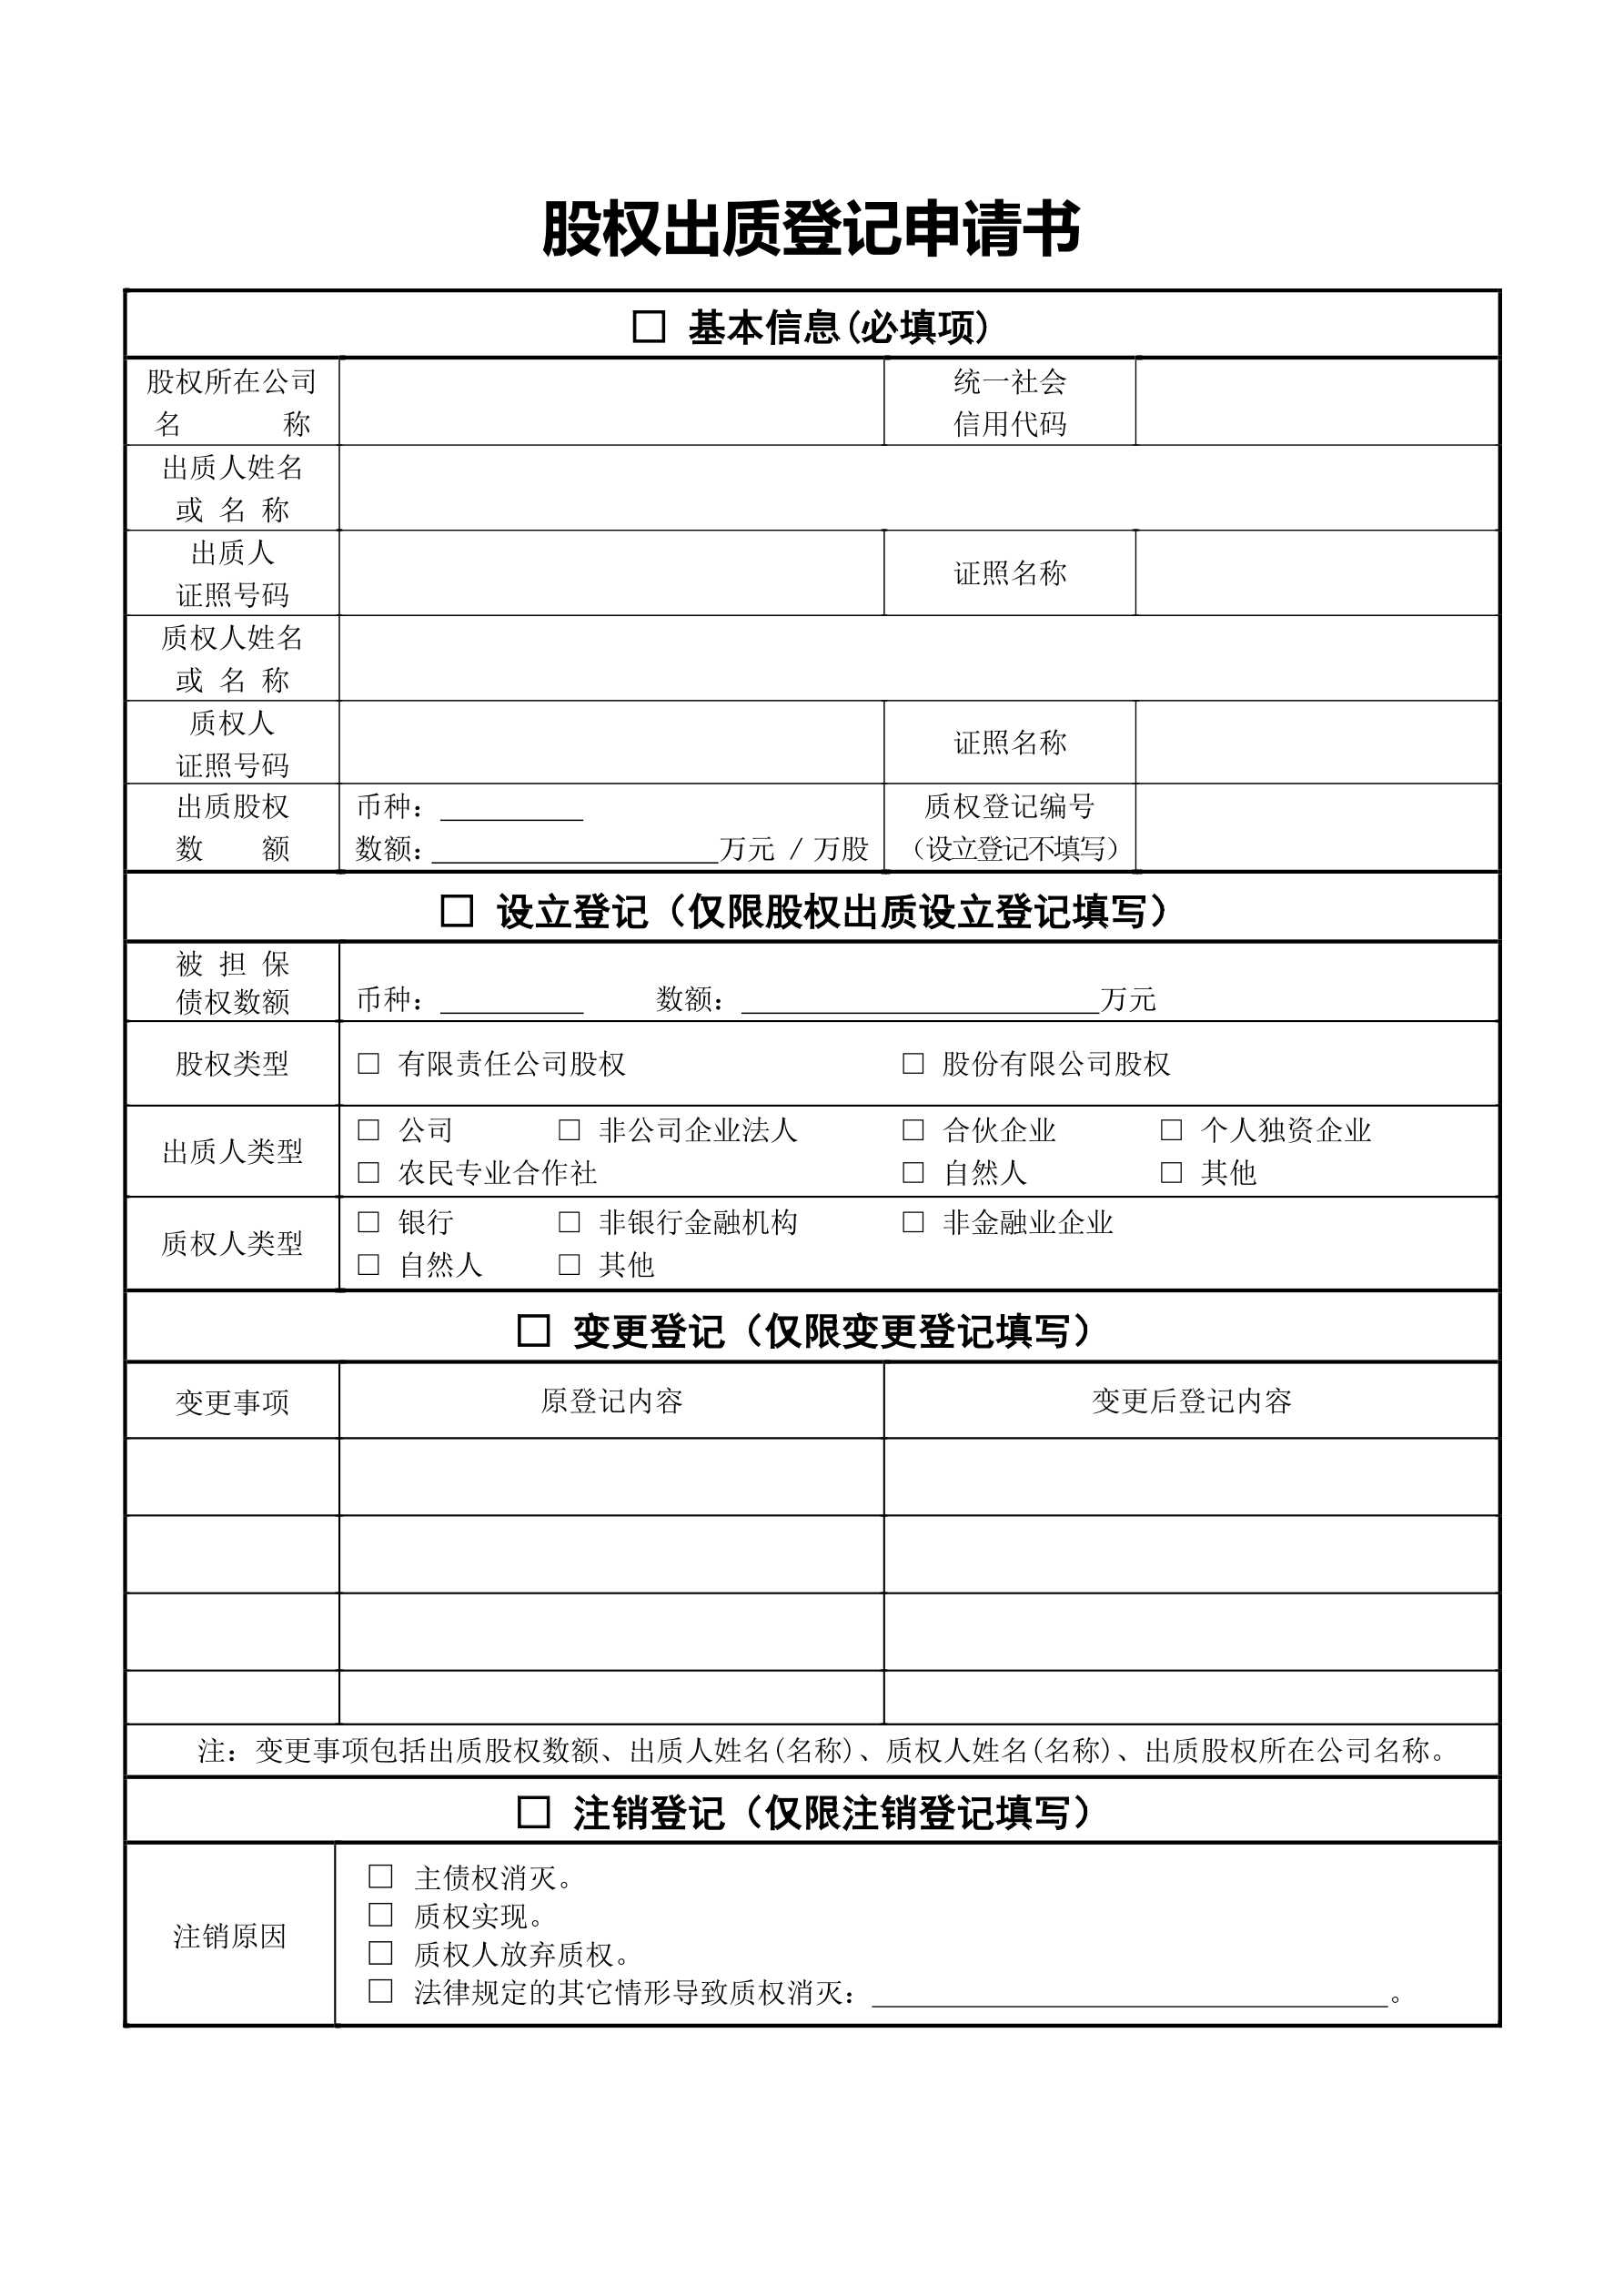 股权出质登记申请书
□ 基本信息(必填项)
股权所在公司
名 称
统一社会
信用代码
出质人姓名
或 名 称
出质人
证照号码
证照名称
质权人姓名
或 名 称
质权人
证照号码
证照名称
出质股权
数 额
币种：__________
数额：____________________万元 / 万股
质权登记编号
（设立登记不填写）
□ 设立登记（仅限股权出质设立登记填写）
被 担 保
债权数额
币种：__________ 数额：_________________________万元
股权类型
□ 有限责任公司股权 □ 股份有限公司股权
出质人类型
□ 公司 □ 非公司企业法人 □ 合伙企业 □ 个人独资企业
□ 农民专业合作社 □ 自然人 □ 其他
质权人类型
□ 银行 □ 非银行金融机构 □ 非金融业企业
□ 自然人 □ 其他
□ 变更登记（仅限变更登记填写）
变更事项 原登记内容 变更后登记内容
注：变更事项包括出质股权数额、出质人姓名(名称)、质权人姓名(名称)、出质股权所在公司名称。
□ 注销登记（仅限注销登记填写）
注销原因
□ 主债权消灭。
□ 质权实现。
□ 质权人放弃质权。
□ 法律规定的其它情形导致质权消灭：____________________________________。